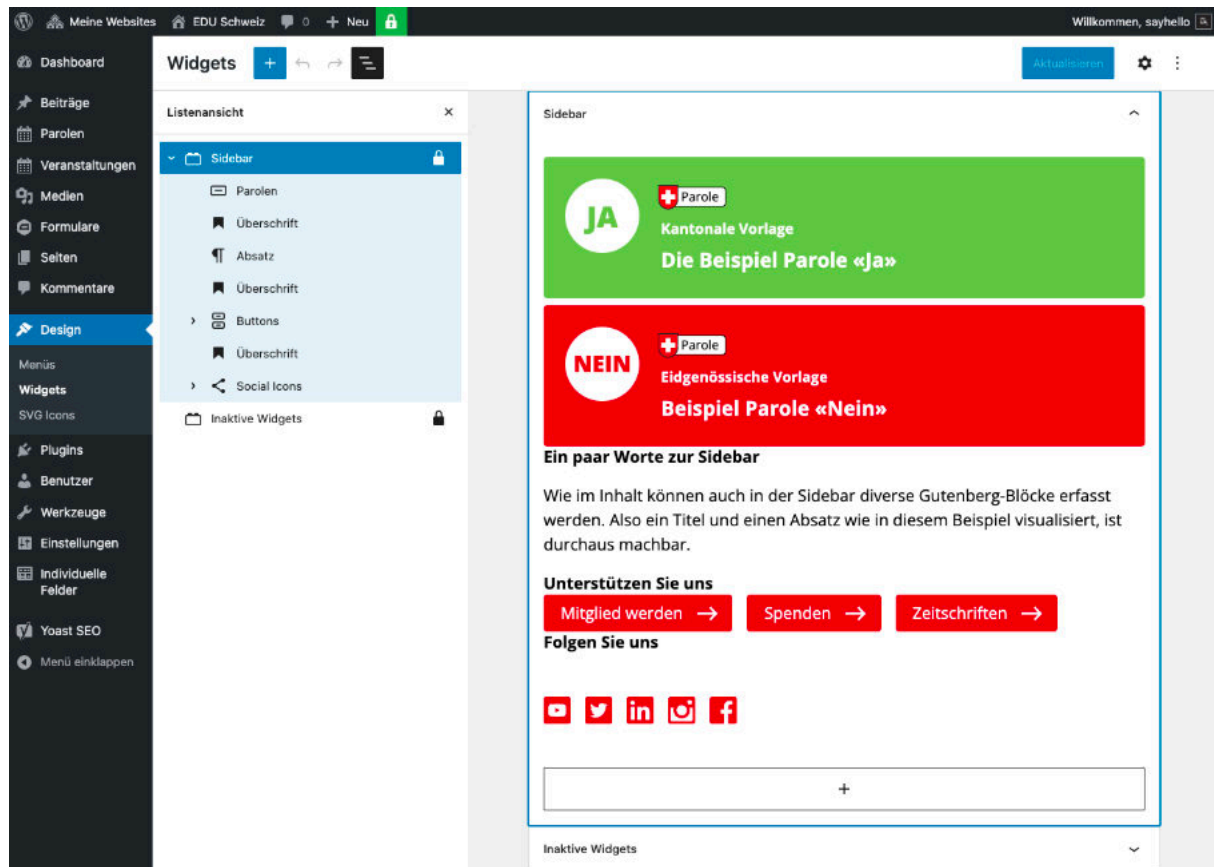 Meine Websites
EDU Schweiz
0
+ Neu
Willkommen, sayhello
Dashboard
Beiträge
Parolen
Veranstaltungen
Medien
Formulare
Seiten
Kommentare
Design
Menüs
Widgets
SVG Icons
Plugins
Benutzer
Werkzeuge
Einstellungen
Individuelle
Felder
Yoast SEO
Menü einklappen
Widgets
Aktualisieren
Listenansicht
Sidebar
Parolen
Überschrift
Absatz
Überschrift
Buttons
Überschrift
Social Icons
Inaktive Widgets
Sidebar
JA
Parole
Kantonale Vorlage
Die Beispiel Parole «Ja»
NEIN
Parole
Eidgenössische Vorlage
Beispiel Parole «Nein»
Ein paar Worte zur Sidebar
Wie im Inhalt können auch in der Sidebar diverse Gutenberg-Blöcke erfasst
werden. Also ein Titel und einen Absatz wie in diesem Beispiel visualisiert, ist
durchaus machbar.
Unterstützen Sie uns
Mitglied werden →
Spenden →
Zeitschriften →
Folgen Sie uns
Inaktive Widgets